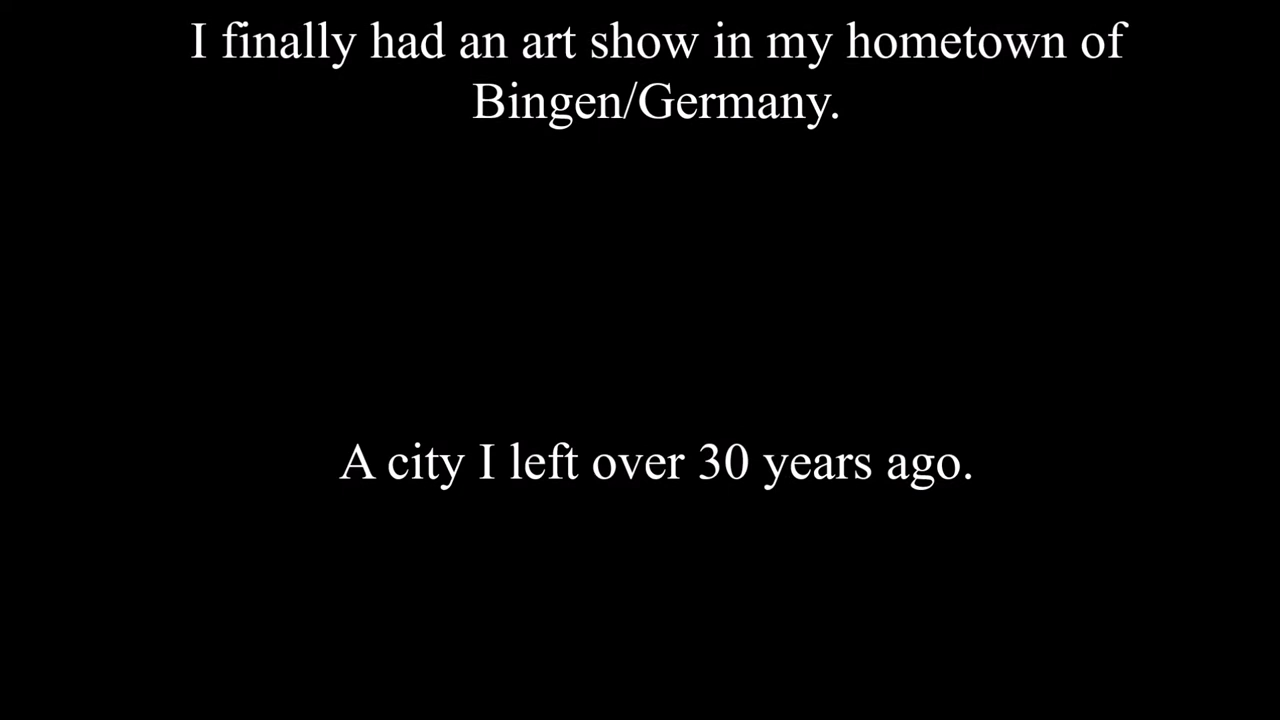 I finally had an art show in my hometown of
Bingen/Germany.
A city I left over 30 years ago.